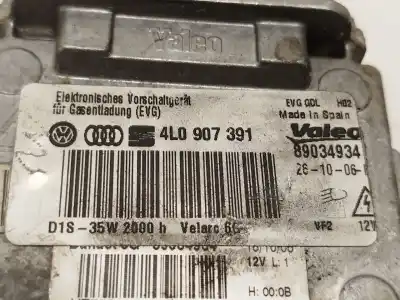 Valeo
Elektronisches Vorschaltgerät
für Gasentladung (EVG)
EVG GDL H02
Made in Spain
4L0 907 391
Valeo
89034934
26-10-06-
D1S-35W 2000 h
VF2
12V
12V L: 1
H: 00:0B